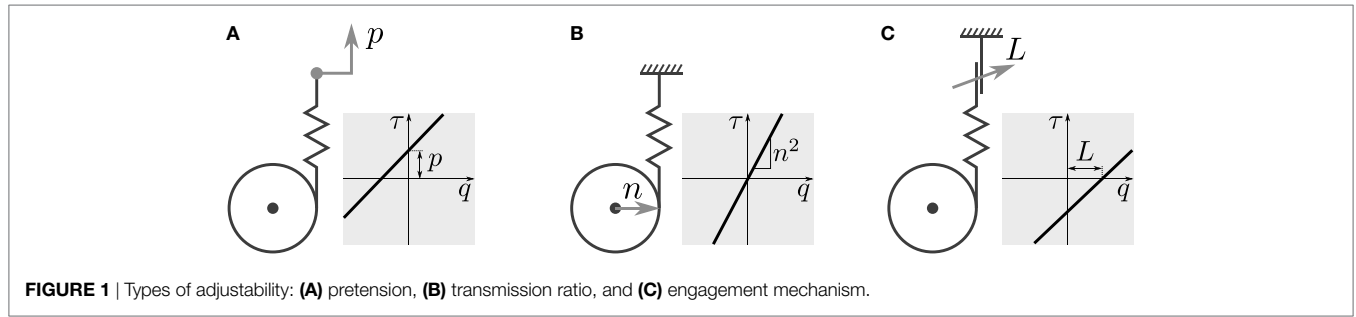 A
p
τ
p
q
B
n
τ
n²
q
C
L
τ
L
q
FIGURE 1 | Types of adjustability: (A) pretension, (B) transmission ratio, and (C) engagement mechanism.